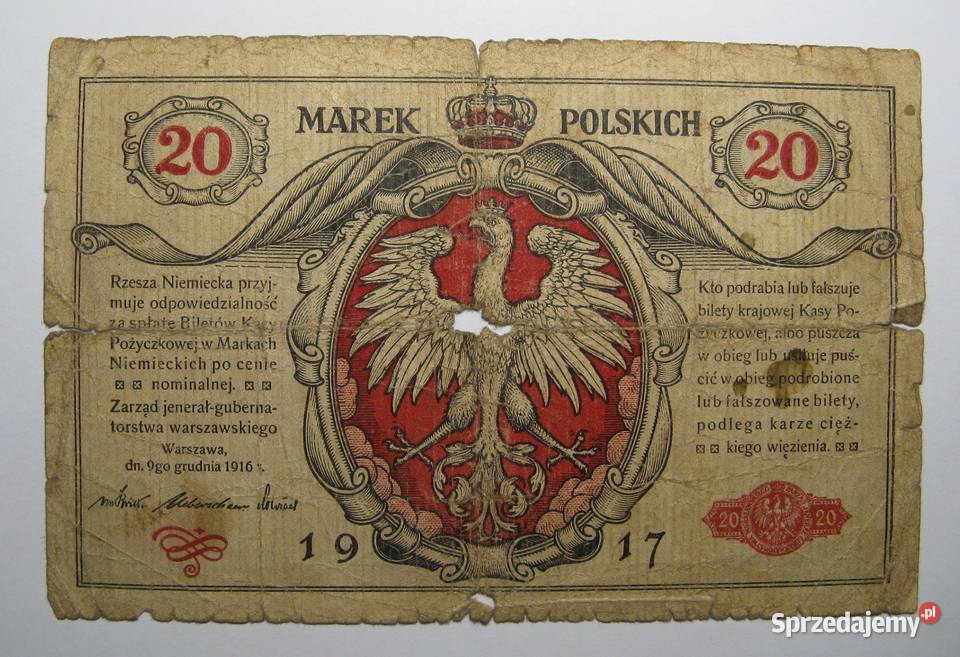 20
MAREK POLSKICH
20
Rzesza Niemiecka przyj-
muje odpowiedzialność
za spłatę Biletów Kasy
Pożyczkowej w Markach
Niemieckich po cenie
nominalnej.
Zarząd jenerał-guberna-
torstwa warszawskiego
Warszawa,
dn. 9go grudnia 1916 r.
Kto podrabia lub fałszuje
bilety krajowej Kasy Po-
życzkowej, albo puszcza
w obieg lub usiłuje puś-
cić w obieg podrobione
lub fałszowane bilety,
podlega karze cięż-
kiego więzienia.
20 20
1917
Sprzedajemy.pl